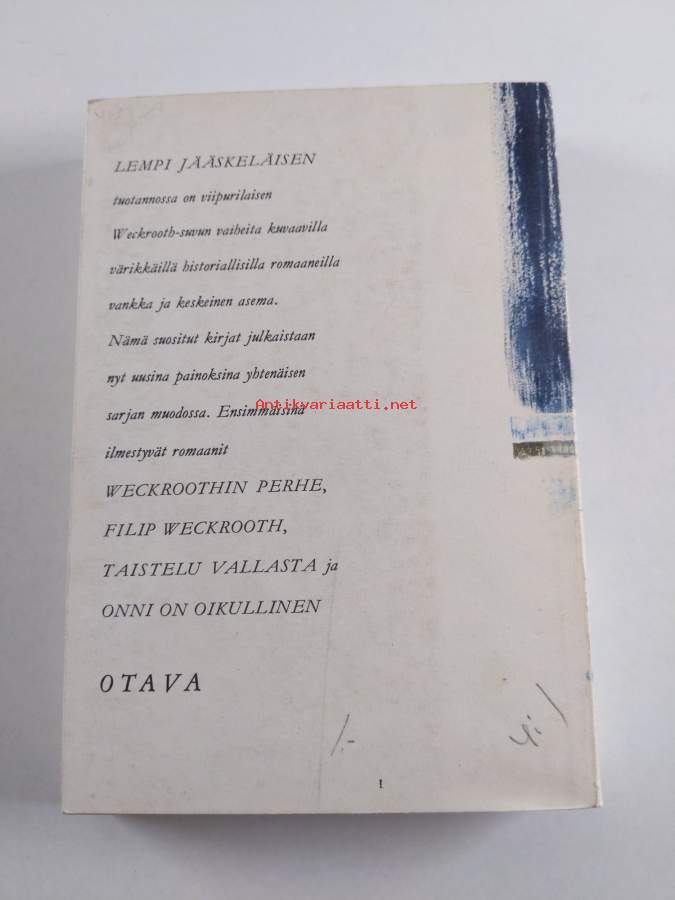 LEMPI JÄÄSKELÄISEN
tuotannossa on viipurilaisen
Weckrooth-suvun vaiheita kuvaavilla
värikkäillä historiallisilla romaaneilla
vankka ja keskeinen asema.
Nämä suositut kirjat julkaistaan
nyt uusina painoksina yhtenäisen
Antikvariaatti.net
sarjan muodossa. Ensimmäisinä
ilmestyvät romaanit
WECKROOTHIN PERHE,
FILIP WECKROOTH,
TAISTELU VALLASTA ja
ONNI ON OIKULLINEN
OTAVA
1